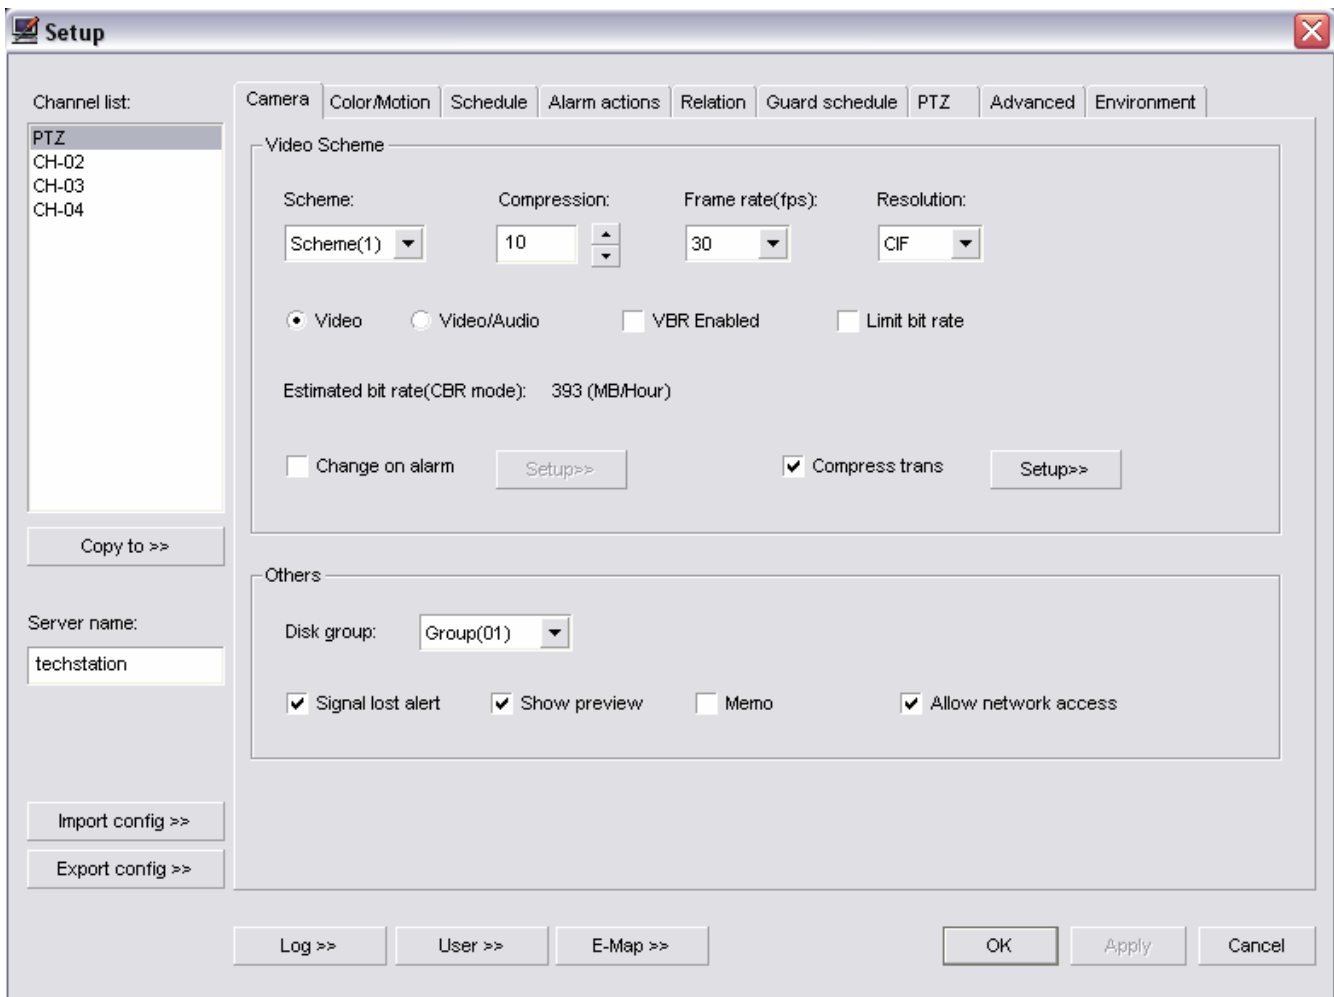 Setup
Channel list:
PTZ
CH-02
CH-03
CH-04
Copy to >>
Server name:
techstation
Import config >>
Export config >>
Camera Color/Motion Schedule Alarm actions Relation Guard schedule PTZ Advanced Environment
Video Scheme
Scheme: Compression: Frame rate(fps): Resolution:
Scheme(1) 10 30 CIF
Video Video/Audio VBR Enabled Limit bit rate
Estimated bit rate(CBR mode): 393 (MB/Hour)
Change on alarm Setup>> Compress trans Setup>>
Others
Disk group: Group(01)
Signal lost alert Show preview Memo Allow network access
Log >> User >> E-Map >> OK Apply Cancel